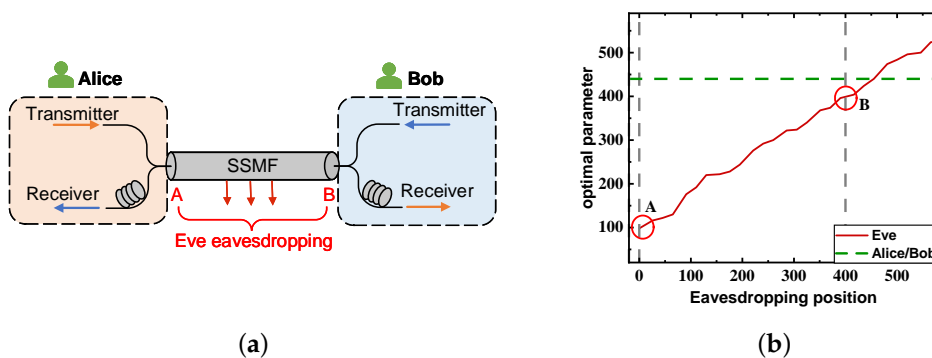 Alice
Bob
Transmitter
Transmitter
SSMF
Receiver
Receiver
A
B
Eve eavesdropping
(a)
optimal parameter
500
400
300
200
100
A
B
Eve
Alice/Bob
0 100 200 300 400 500
Eavesdropping position
(b)